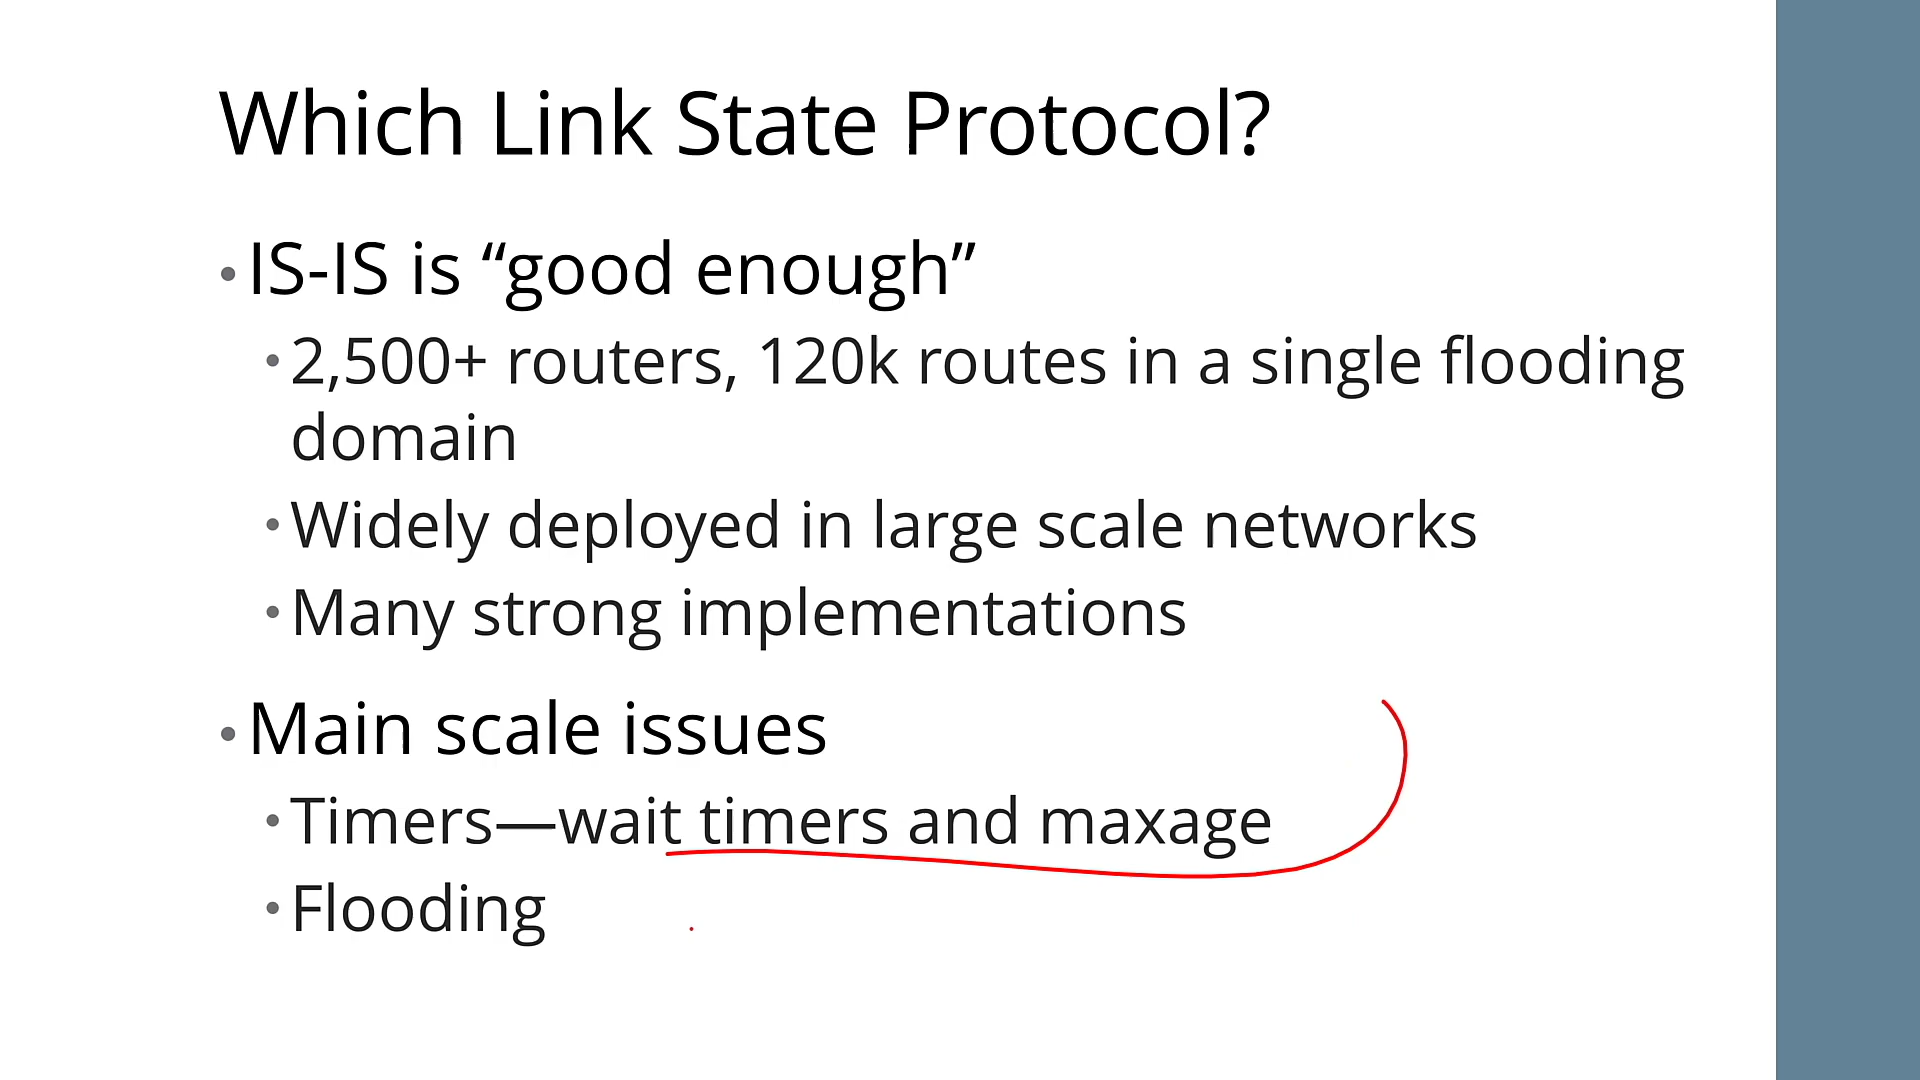 Which Link State Protocol?
• IS-IS is “good enough”
• 2,500+ routers, 120k routes in a single flooding
domain
• Widely deployed in large scale networks
• Many strong implementations
• Main scale issues
• Timers—wait timers and maxage
• Flooding